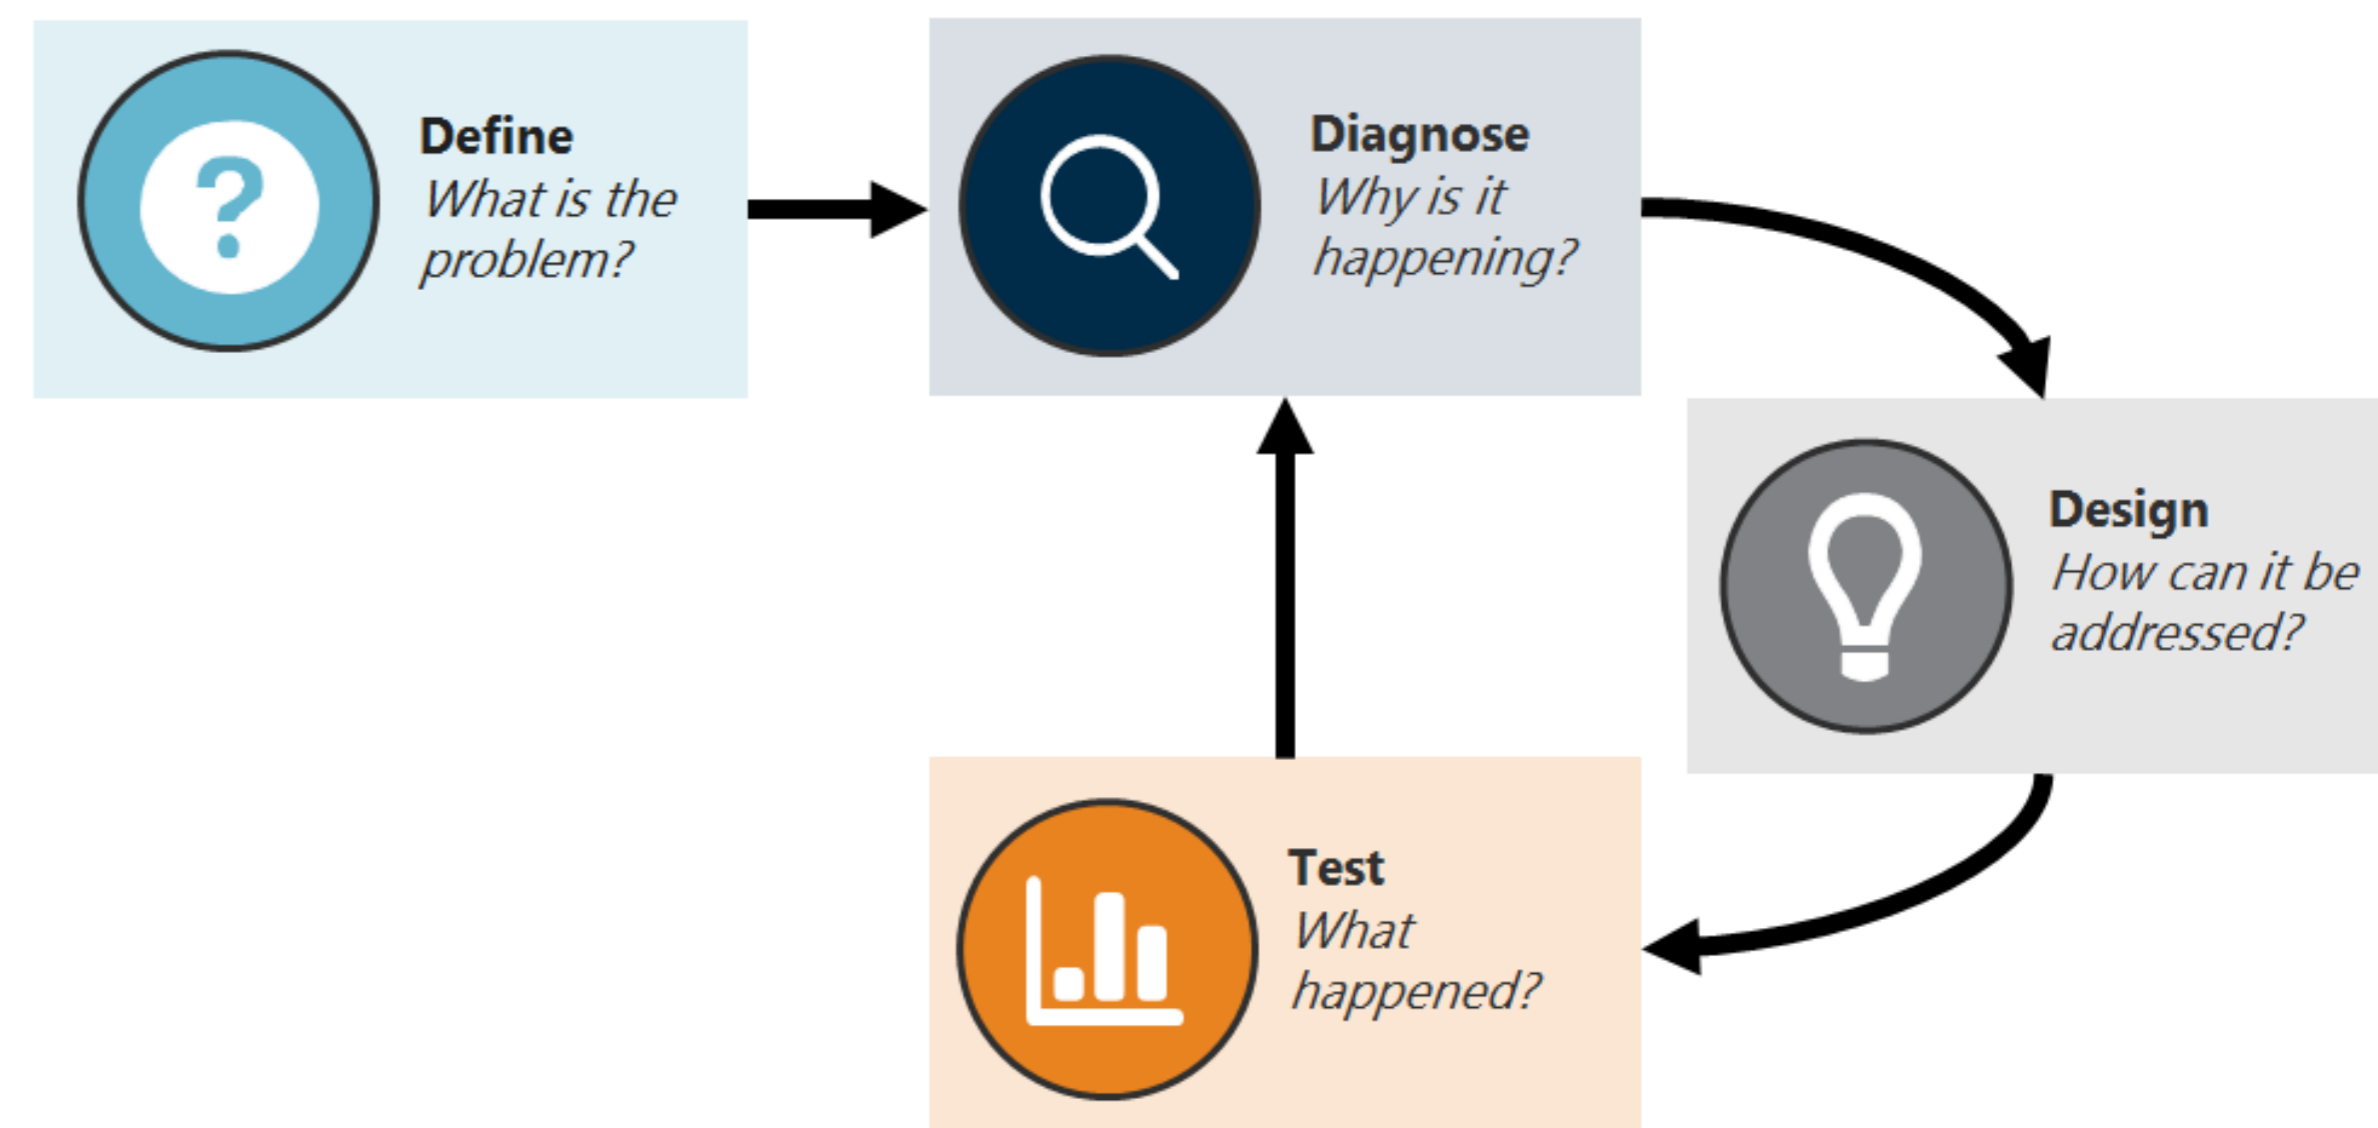 Define
What is the
problem?
Diagnose
Why is it
happening?
Design
How can it be
addressed?
Test
What
happened?